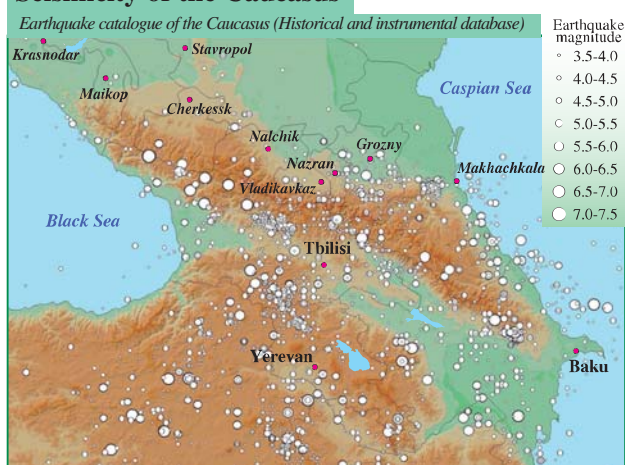 Seismicity of the Caucasus
Earthquake catalogue of the Caucasus (Historical and instrumental database)
Earthquake
magnitude
3.5-4.0
4.0-4.5
4.5-5.0
5.0-5.5
5.5-6.0
6.0-6.5
6.5-7.0
7.0-7.5
Krasnodar
Stavropol
Maikop
Cherkessk
Caspian Sea
Nalchik
Grozny
Nazran
Makhachkala
Vladikavkaz
Black Sea
Tbilisi
Yerevan
Baku